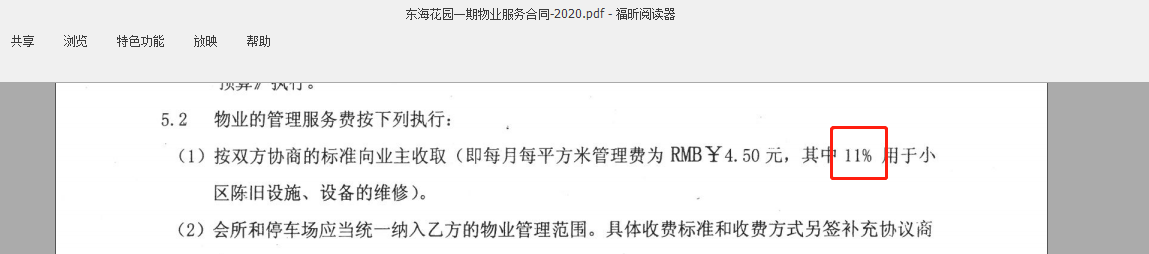 东海花园一期物业服务合同-2020.pdf - 福昕阅读器
共享 浏览 特色功能 放映 帮助
预算》执行。
5.2 物业的管理服务费按下列执行：
（1）按双方协商的标准向业主收取（即每月每平方米管理费为 RMB￥4.50 元，其中 11% 用于小
区陈旧设施、设备的维修）。
（2）会所和停车场应当统一纳入乙方的物业管理范围。具体收费标准和收费方式另签补充协议商